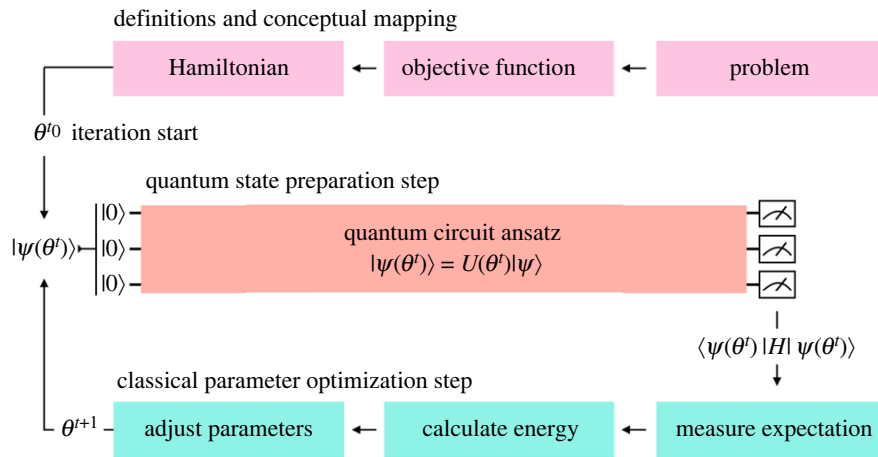 definitions and conceptual mapping
Hamiltonian
objective function
problem
θ^{t0} iteration start
quantum state preparation step
|0⟩
|ψ(θ^t)⟩
|0⟩
|0⟩
quantum circuit ansatz
|ψ(θ^t)⟩ = U(θ^t)|ψ⟩
⟨ψ(θ^t) |H| ψ(θ^t)⟩
classical parameter optimization step
θ^{t+1}
adjust parameters
calculate energy
measure expectation